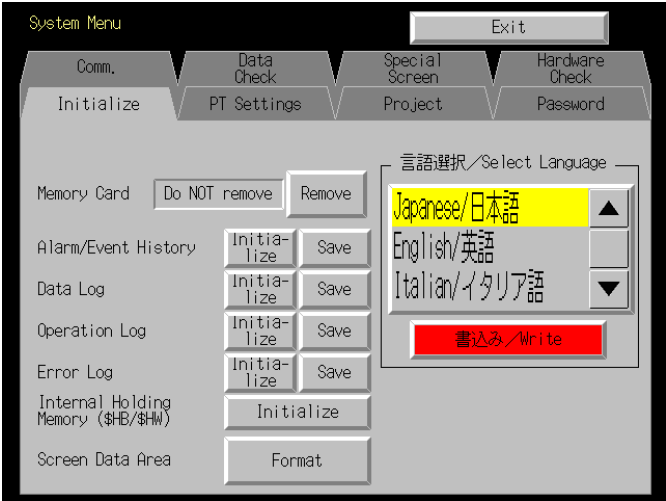 System Menu
Exit
Comm.
Data
Check
Special
Screen
Hardware
Check
Initialize
PT Settings
Project
Password
言語選択/Select Language
Memory Card
Do NOT remove
Remove
Japanese/日本語
English/英語
Italian/イタリア語
書込み/Write
Alarm/Event History
Initia-
lize
Save
Data Log
Initia-
lize
Save
Operation Log
Initia-
lize
Save
Error Log
Initia-
lize
Save
Internal Holding
Memory ($HB/$HW)
Initialize
Screen Data Area
Format